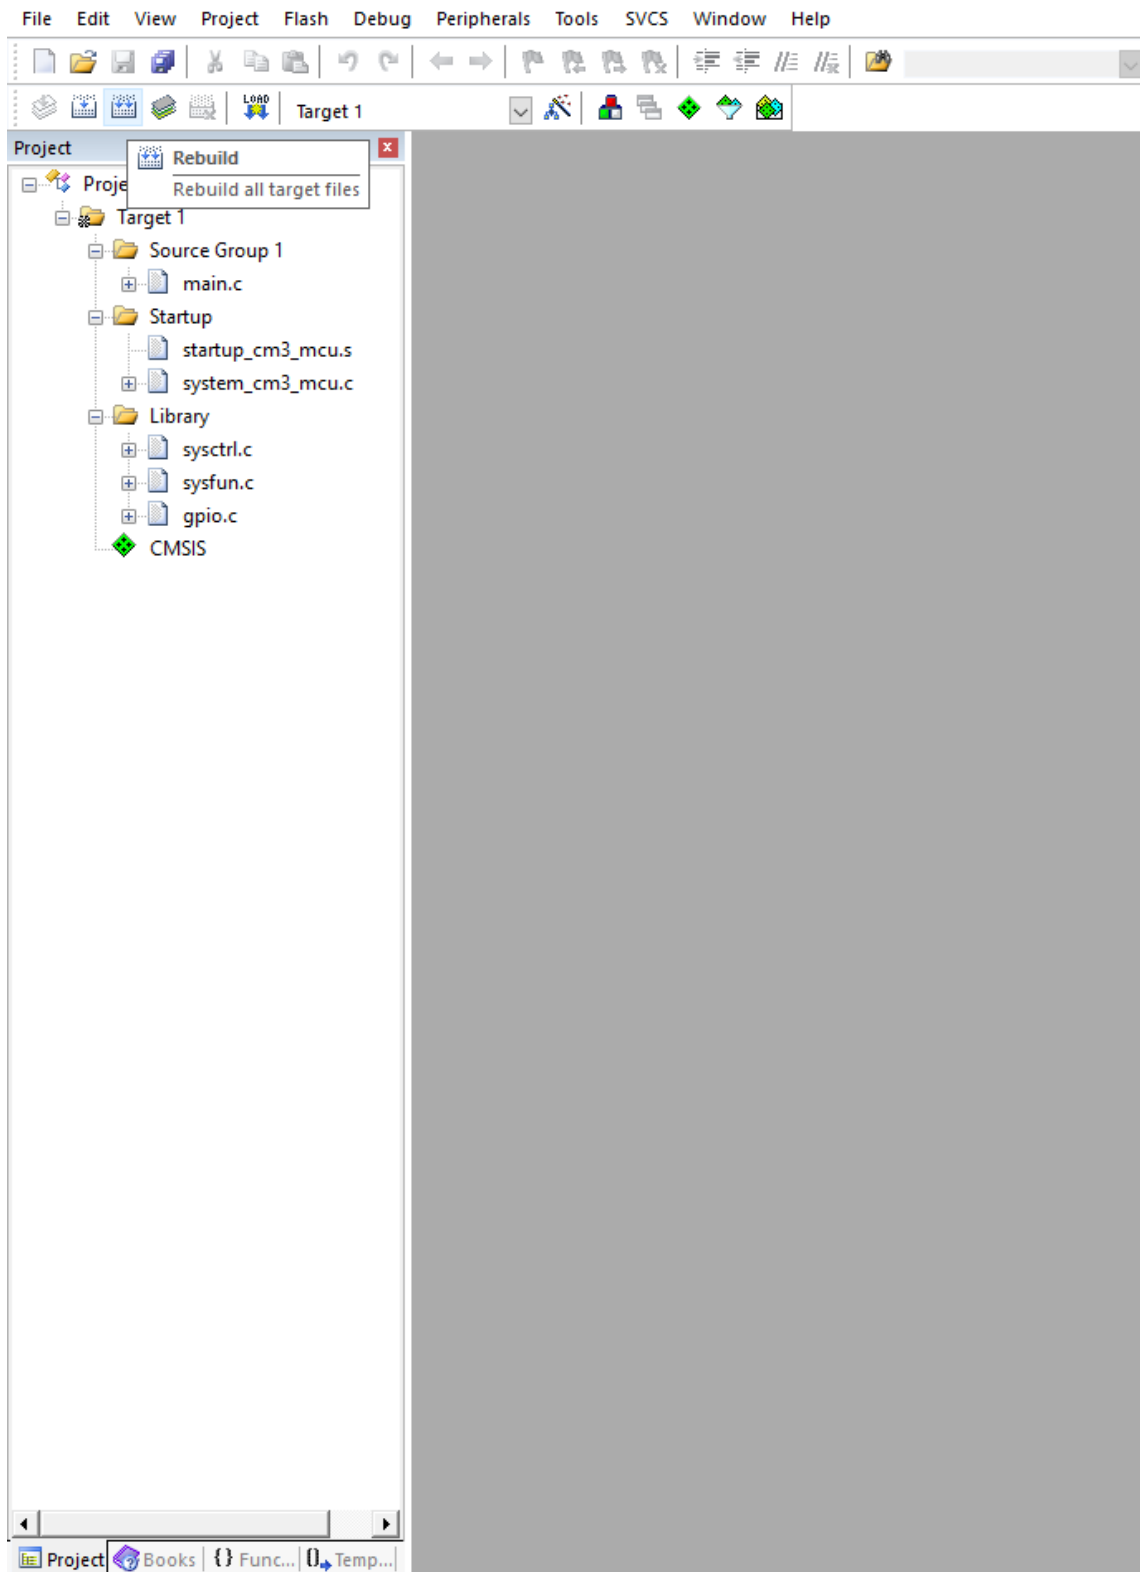 File Edit View Project Flash Debug Peripherals Tools SVCS Window Help
LOAD Target 1
Project
Rebuild
Proje
Rebuild all target files
Target 1
Source Group 1
main.c
Startup
startup_cm3_mcu.s
system_cm3_mcu.c
Library
sysctrl.c
sysfun.c
gpio.c
CMSIS
Project Books {} Func... Temp...